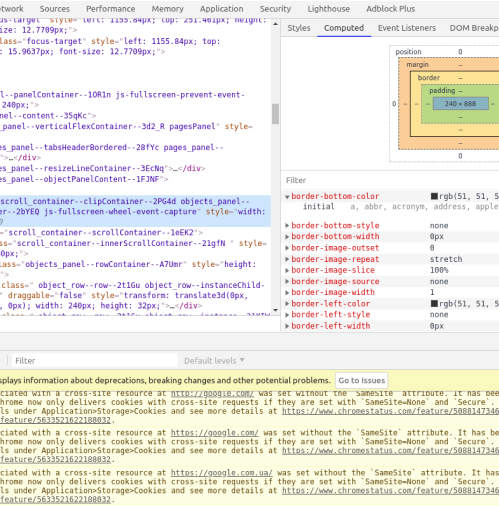 etwork Sources Performance Memory Application Security Lighthouse Adblock Plus
us-target" style="left: 1155.84px; top: 251.461px; height:
size: 12.7709px;">
lass="focus-target" style="left: 1155.84px; top:
: 15.9637px; font-size: 12.7709px;">
l--panelContainer--1OR1n js-fullscreen-prevent-event-
240px;">
anel--content--35qKc">
_panel--verticalFlexContainer--3d2_R pagesPanel" style=
es_panel--tabsHeaderBordered--28fYc pages_panel--
">…</div>
es_panel--resizeLineContainer--3EcNq">…</div>
es_panel--objectPanelContent--1FJNF">
scroll_container--clipContainer--2PG4d objects_panel--
er--2bYEQ js-fullscreen-wheel-event-capture" style="width:
="scroll_container--scrollContainer--1eEK2">
ss="scroll_container--innerScrollContainer--21gfN " style=
0px;">
lass="objects_panel--rowContainer--A7Umr" style="height:
class=" object_row--row--2t1Gu object_row--instanceChild-
" draggable="false" style="transform: translate3d(0px,
, 0px); width: 240px; height: 32px;">…</div>
Styles Computed Event Listeners DOM Breakp
position 0
margin –
border –
padding –
0 – – – 240 × 888
–
–
–
0
Filter
border-bottom-color rgb(51, 51, 5
initial a, abbr, acronym, address, apple
border-bottom-style none
border-bottom-width 0px
border-image-outset 0
border-image-repeat stretch
border-image-slice 100%
border-image-source none
border-image-width 1
border-left-color rgb(51, 51, 5
border-left-style none
border-left-width 0px
Filter Default levels ▼
splays information about deprecations, breaking changes and other potential problems. Go to Issues
ciated with a cross-site resource at http://google.com/ was set without the `SameSite` attribute. It has bee
hrome now only delivers cookies with cross-site requests if they are set with `SameSite=None` and `Secure`.
ls under Application>Storage>Cookies and see more details at https://www.chromestatus.com/feature/5088147346
feature/5633521622188032.
ciated with a cross-site resource at https://google.com/ was set without the `SameSite` attribute. It has be
hrome now only delivers cookies with cross-site requests if they are set with `SameSite=None` and `Secure`.
ls under Application>Storage>Cookies and see more details at https://www.chromestatus.com/feature/5088147346
feature/5633521622188032.
ciated with a cross-site resource at https://google.com.ua/ was set without the `SameSite` attribute. It has
hrome now only delivers cookies with cross-site requests if they are set with `SameSite=None` and `Secure`.
ls under Application>Storage>Cookies and see more details at https://www.chromestatus.com/feature/5088147346
feature/5633521622188032.